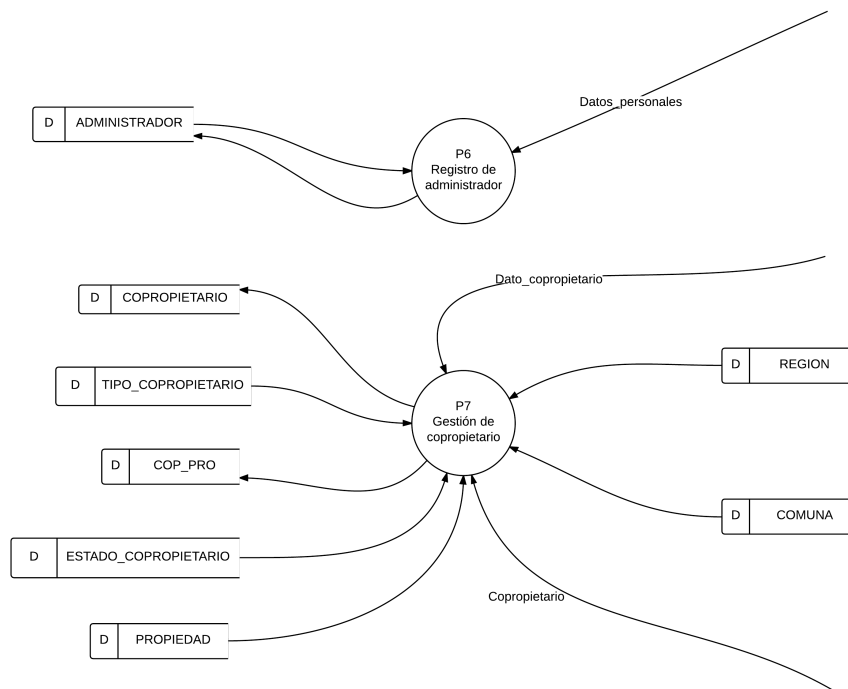 Datos_personales
D
ADMINISTRADOR
P6
Registro de
administrador
Dato_copropietario
D
COPROPIETARIO
D
REGION
D
TIPO_COPROPIETARIO
P7
Gestión de
copropietario
D
COP_PRO
D
COMUNA
D
ESTADO_COPROPIETARIO
Copropietario
D
PROPIEDAD